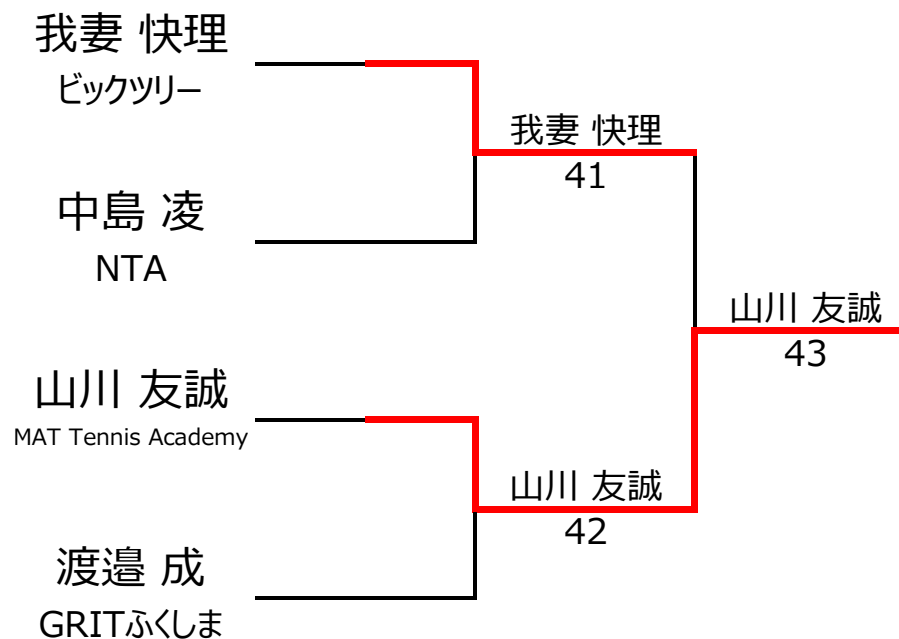 我妻 快理
ビックツリー
我妻 快理
41
中島 凌
NTA
山川 友誠
43
山川 友誠
MAT Tennis Academy
山川 友誠
42
渡邉 成
GRITふくしま